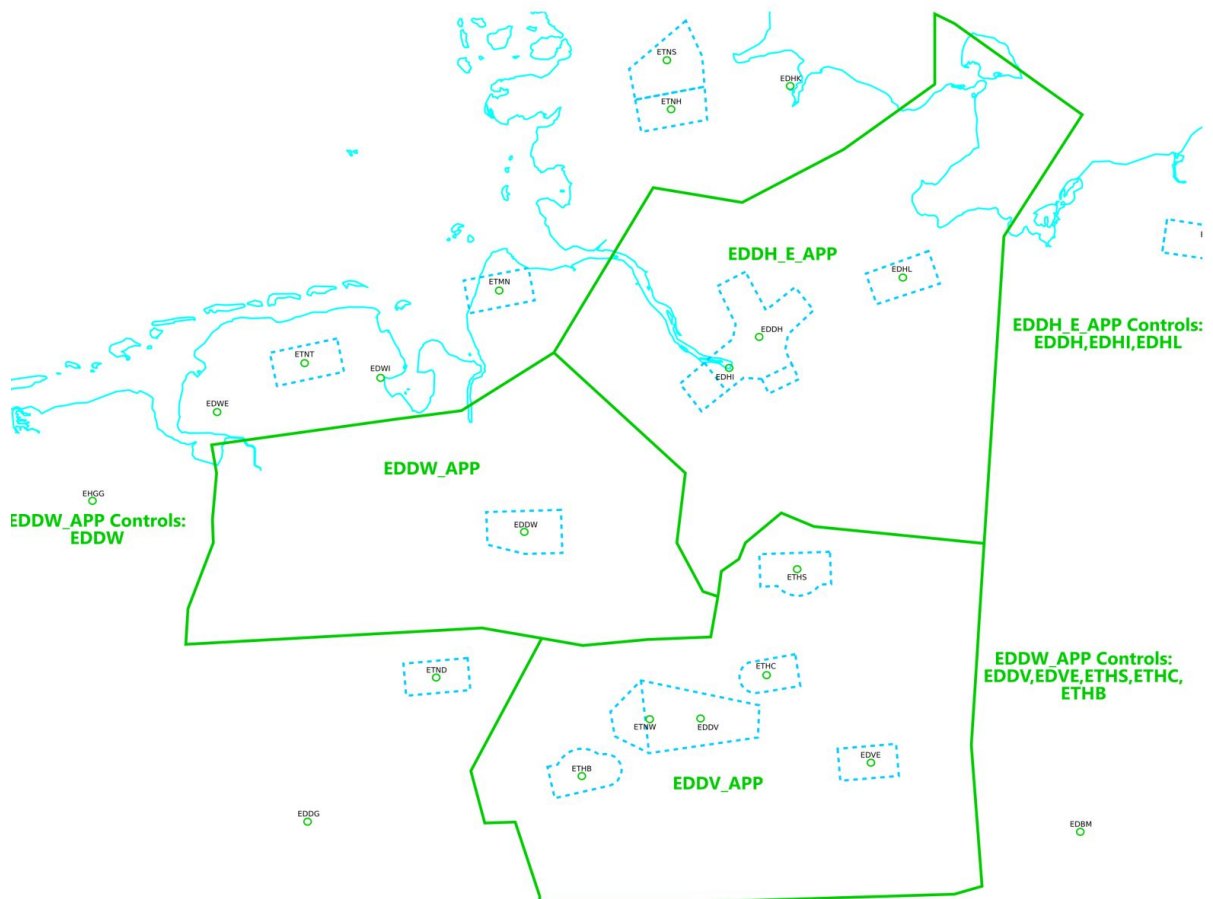 ETNS
EDHK
ETNH
EDDH_E_APP
ETMN
EDHL
EDDH
EDDH_E_APP Controls:
EDDH,EDHI,EDHL
ETNT
EDWI
EDHI
EDWE
EDDW_APP
EHGG
EDDW_APP Controls:
EDDW
EDDW
ETHS
ETND
ETHC
EDDW_APP Controls:
EDDV,EDVE,ETHS,ETHC,
ETHB
ETNW
EDDV
EDVE
ETHB
EDDV_APP
EDDG
EDBM